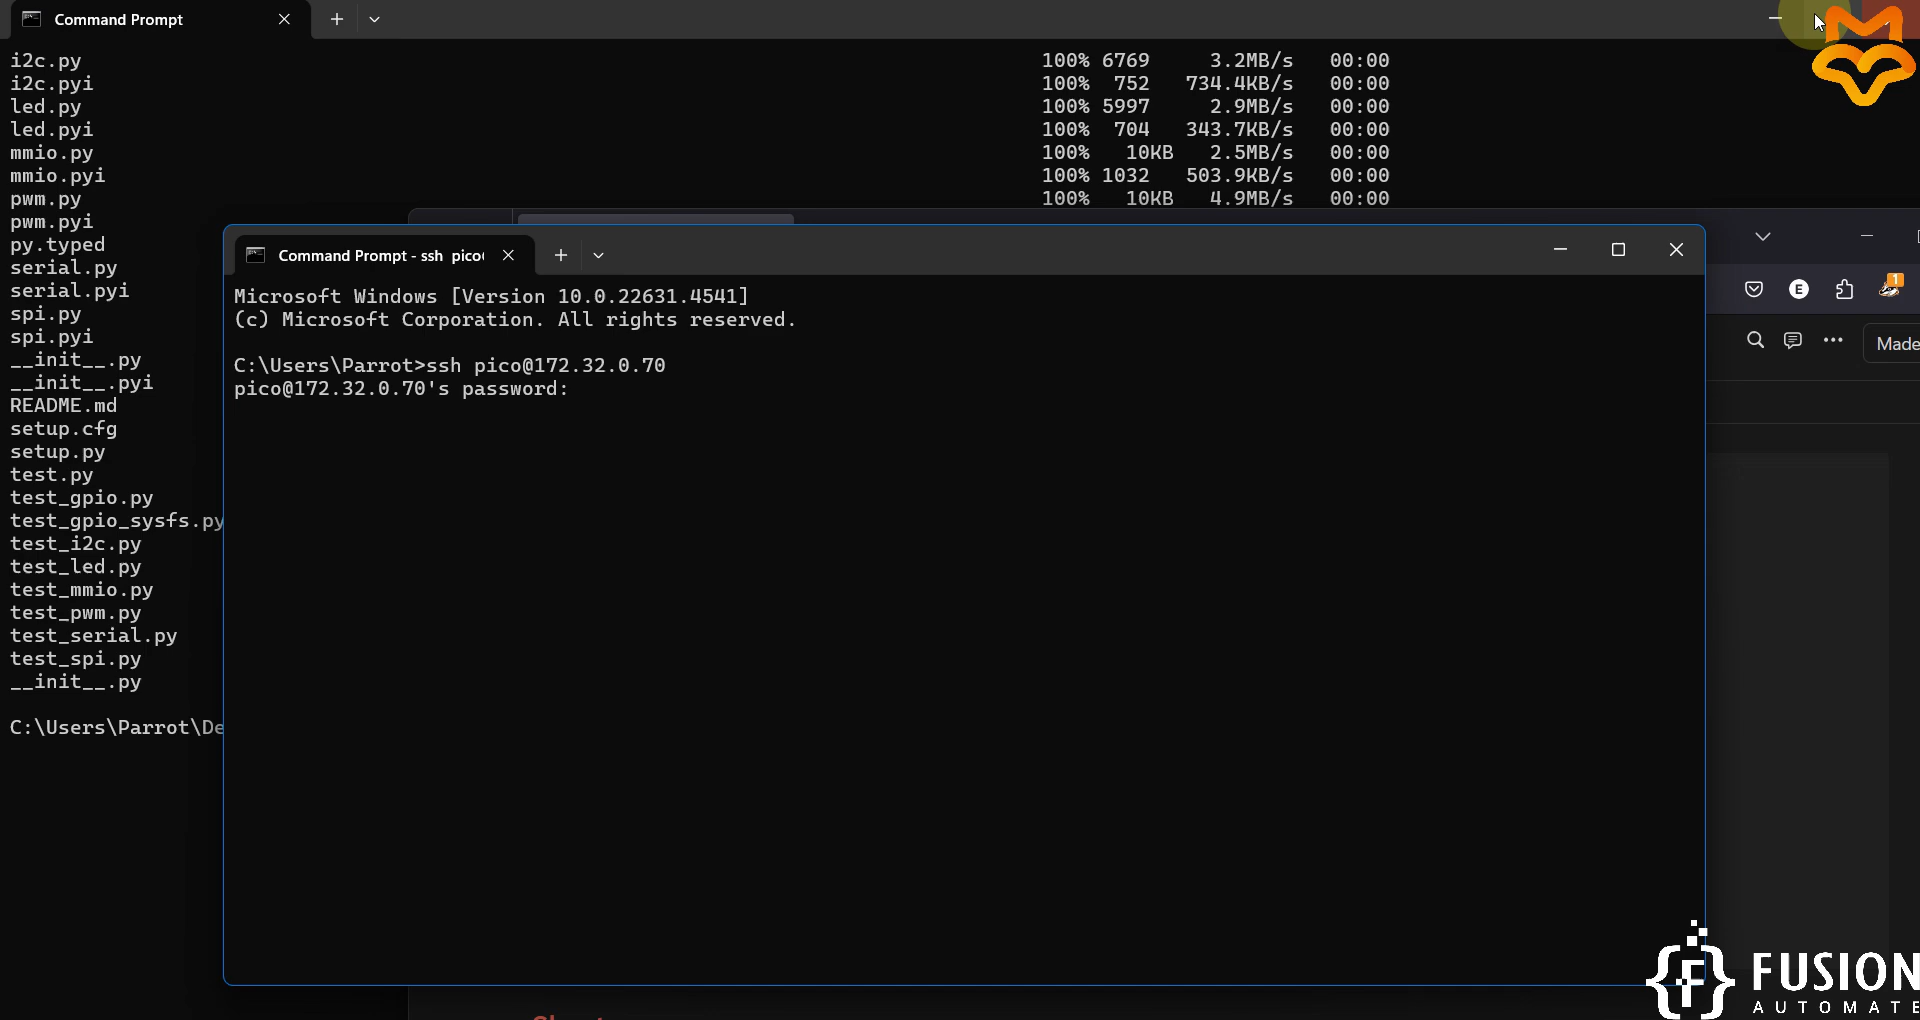 Command Prompt
i2c.py 100% 6769 3.2MB/s 00:00
i2c.pyi 100% 752 734.4KB/s 00:00
led.py 100% 5997 2.9MB/s 00:00
led.pyi 100% 704 343.7KB/s 00:00
mmio.py 100% 10KB 2.5MB/s 00:00
mmio.pyi 100% 1032 503.9KB/s 00:00
pwm.py 100% 10KB 4.9MB/s 00:00
pwm.pyi
py.typed
serial.py
serial.pyi
spi.py
spi.pyi
__init__.py
__init__.pyi
README.md
setup.cfg
setup.py
test.py
test_gpio.py
test_gpio_sysfs.py
test_i2c.py
test_led.py
test_mmio.py
test_pwm.py
test_serial.py
test_spi.py
__init__.py
C:\Users\Parrot\De
Command Prompt - ssh pico
Microsoft Windows [Version 10.0.22631.4541]
(c) Microsoft Corporation. All rights reserved.
C:\Users\Parrot>ssh pico@172.32.0.70
pico@172.32.0.70's password:
E
1
Made
{F} FUSION
AUTOMATE